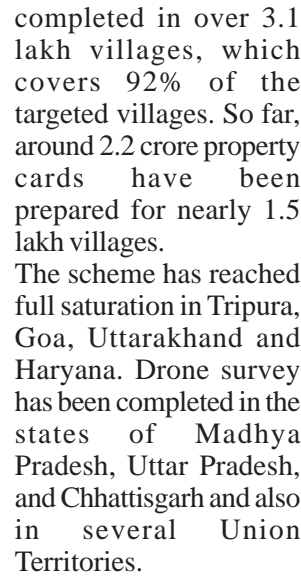 completed in over 3.1
lakh villages, which
covers 92% of the
targeted villages. So far,
around 2.2 crore property
cards have been
prepared for nearly 1.5
lakh villages.
The scheme has reached
full saturation in Tripura,
Goa, Uttarakhand and
Haryana. Drone survey
has been completed in the
states of Madhya
Pradesh, Uttar Pradesh,
and Chhattisgarh and also
in several Union
Territories.